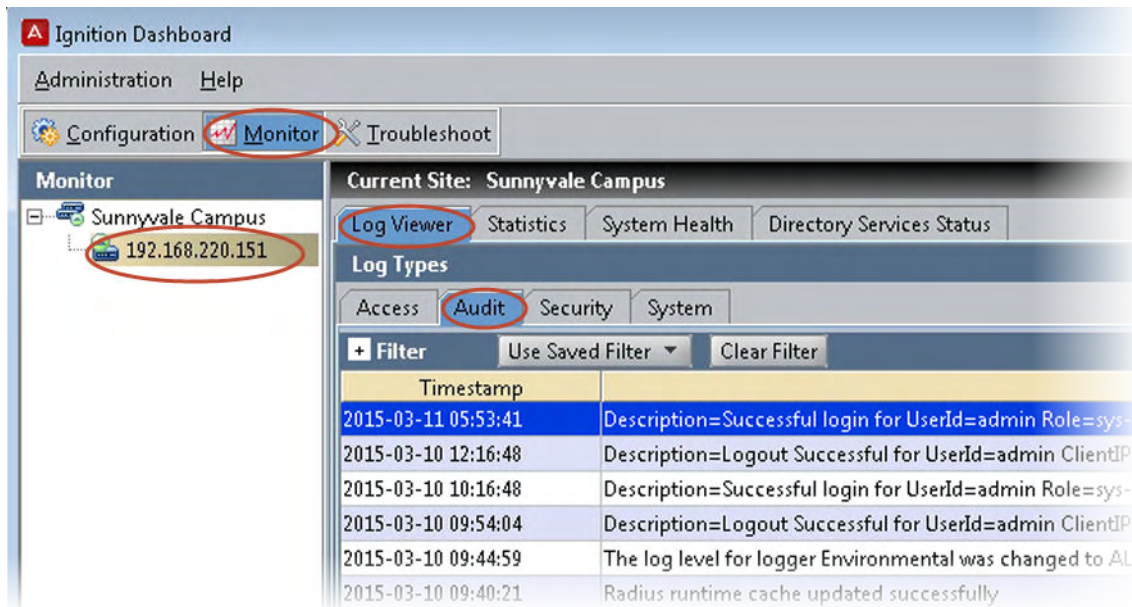 Ignition Dashboard
Administration Help
Configuration Monitor Troubleshoot
Monitor
Sunnyvale Campus
192.168.220.151
Current Site: Sunnyvale Campus
Log Viewer Statistics System Health Directory Services Status
Log Types
Access Audit Security System
+ Filter Use Saved Filter Clear Filter
Timestamp
2015-03-11 05:53:41 Description=Successful login for UserId=admin Role=sys-
2015-03-10 12:16:48 Description=Logout Successful for UserId=admin ClientIP
2015-03-10 10:16:48 Description=Successful login for UserId=admin Role=sys-
2015-03-10 09:54:04 Description=Logout Successful for UserId=admin ClientIP
2015-03-10 09:44:59 The log level for logger Environmental was changed to AL
2015-03-10 09:40:21 Radius runtime cache updated successfully